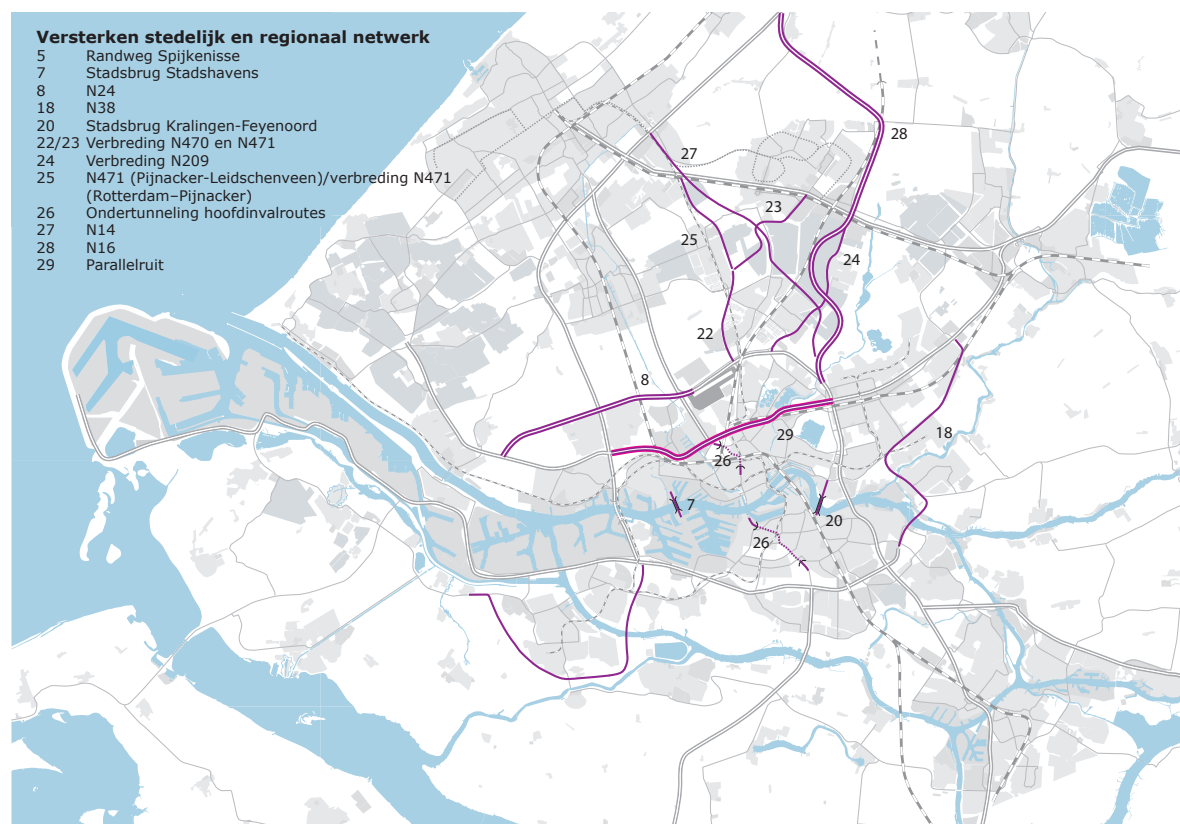 Versterken stedelijk en regionaal netwerk
5 Randweg Spijkenisse
7 Stadsbrug Stadshavens
8 N24
18 N38
20 Stadsbrug Kralingen-Feyenoord
22/23 Verbreding N470 en N471
24 Verbreding N209
25 N471 (Pijnacker-Leidschenveen)/verbreding N471
(Rotterdam–Pijnacker)
26 Ondertunneling hoofdinvalroutes
27 N14
28 N16
29 Parallelruit
28
27
23
25
24
22
8
29
18
26
7
20
26